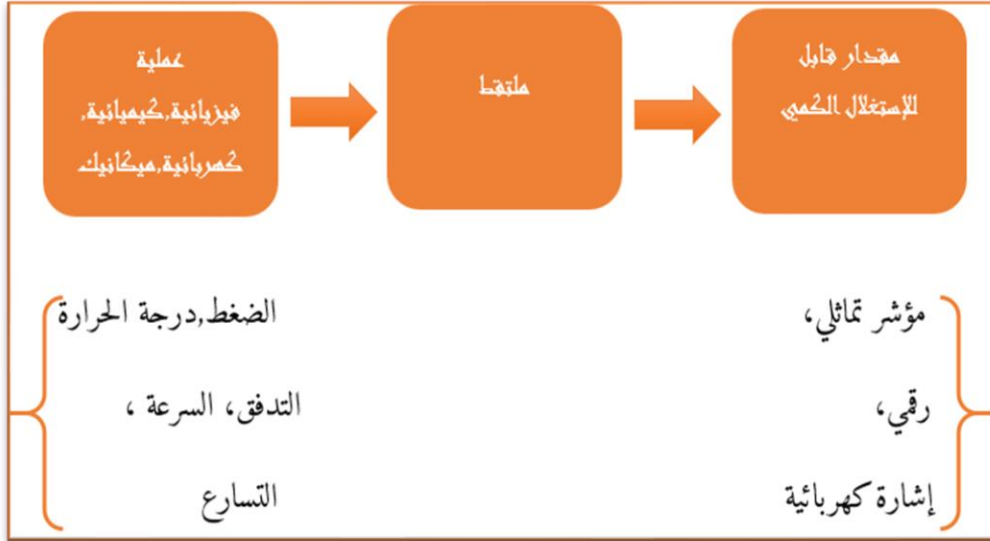 عملية
فيزيائية,كيميائية,
كهربائية,ميكانيك
ملتقط
مقدار قابل
للإستغلال الكمي
الضغط,درجة الحرارة
التدفق، السرعة ،
التسارع
مؤشر تماثلي،
رقمي،
إشارة كهربائية